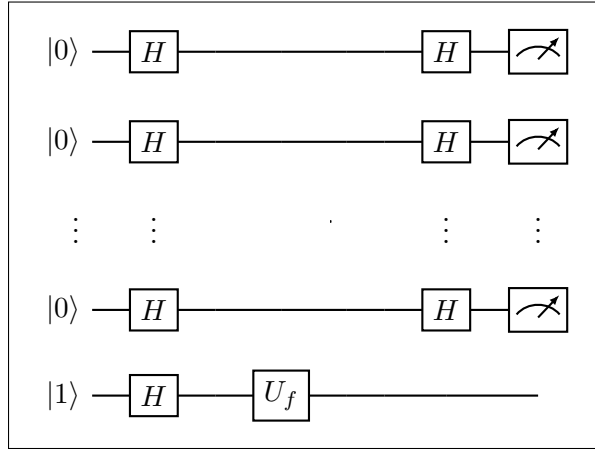 |0⟩ H H
|0⟩ H H
⋮ ⋮ ⋮ ⋮
|0⟩ H H
|1⟩ H U_f